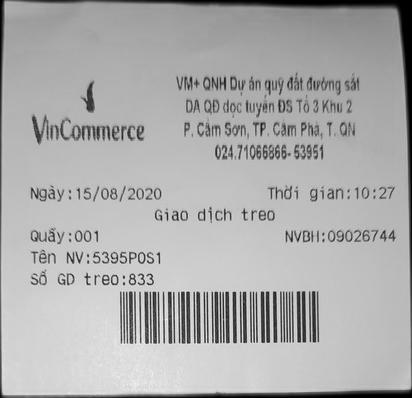 VM+ QNH Dự án quỹ đất đường sắt
DA QĐ dọc tuyến ĐS Tổ 3 Khu 2
VinCommerce
P. Cẩm Sơn, TP. Cẩm Phả, T. QN
024.71066866- 53951
Ngày:15/08/2020 Thời gian:10:27
Giao dịch treo
Quầy:001 NVBH:09026744
Tên NV:5395POS1
Số GD treo:833